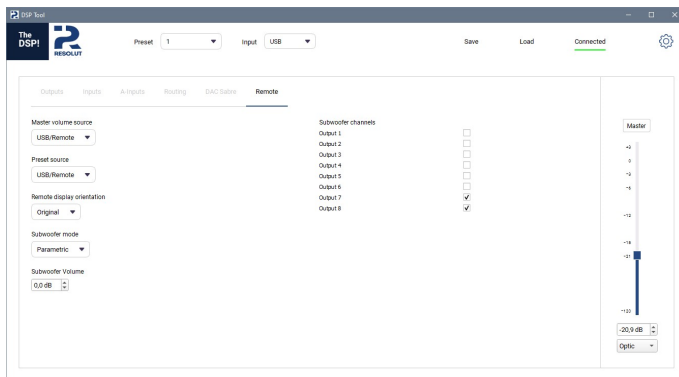 DSP Tool
The
DSP!
RESOLUT
Preset 1
Input USB
Save
Load
Connected
Outputs
Inputs
A-Inputs
Routing
DAC Sabre
Remote
Master volume source
USB/Remote
Preset source
USB/Remote
Remote display orientation
Original
Subwoofer mode
Parametric
Subwoofer Volume
0,0 dB
Subwoofer channels
Output 1
Output 2
Output 3
Output 4
Output 5
Output 6
Output 7
Output 8
Master
0
-12
-20,9 dB
Optic